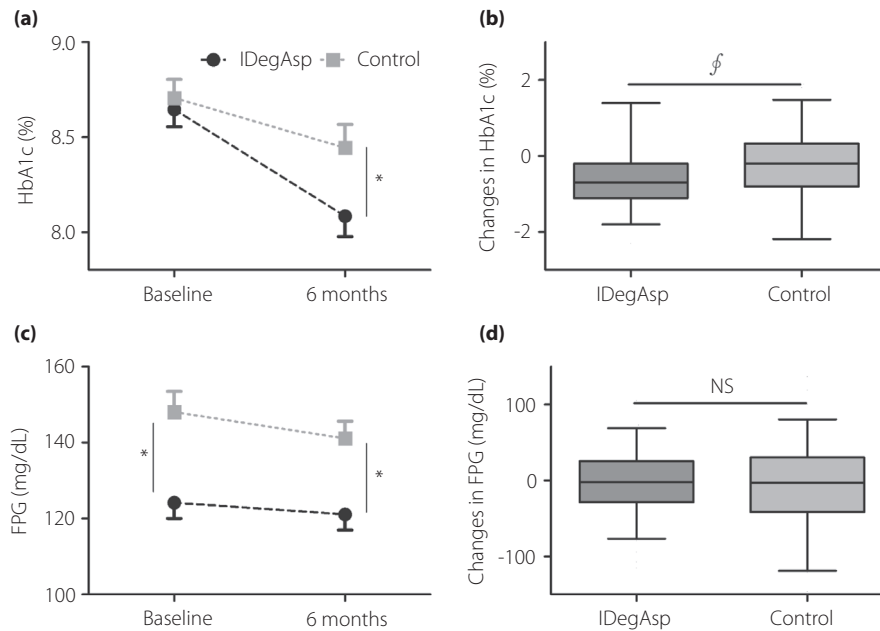 (a)
9.0
8.5
8.0
HbA1c (%)
IDegAsp
Control
*
Baseline
6 months
(b)
2
0
-2
Changes in HbA1c (%)
∮
IDegAsp
Control
(c)
160
140
120
100
FPG (mg/dL)
*
*
Baseline
6 months
(d)
100
0
-100
Changes in FPG (mg/dL)
NS
IDegAsp
Control